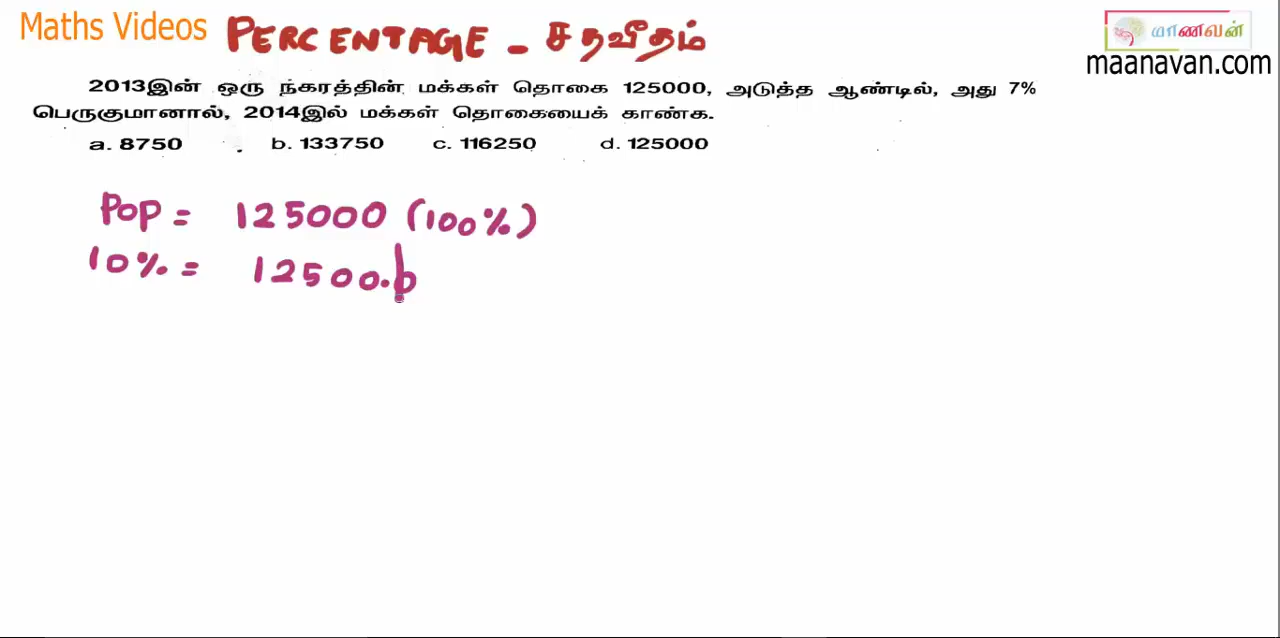 Maths Videos
PERCENTAGE - சதவீதம்
மாணவன்
maanavan.com
2013இன் ஒரு நகரத்தின் மக்கள் தொகை 125000, அடுத்த ஆண்டில், அது 7%
பெருகுமானால், 2014இல் மக்கள் தொகையைக் காண்க.
a. 8750 b. 133750 c. 116250 d. 125000
POP = 125000 (100%)
10% = 12500.0